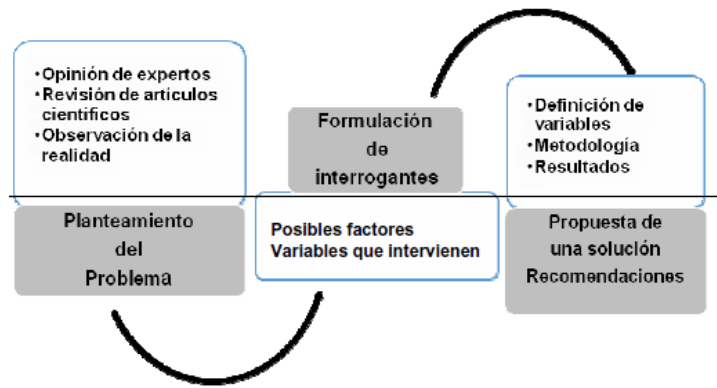 •Opinión de expertos
•Revisión de artículos
científicos
•Observación de la
realidad
Planteamiento
del
Problema
Formulación
de
interrogantes
Posibles factores
Variables que intervienen
•Definición de
variables
•Metodología
•Resultados
Propuesta de
una solución
Recomendaciones